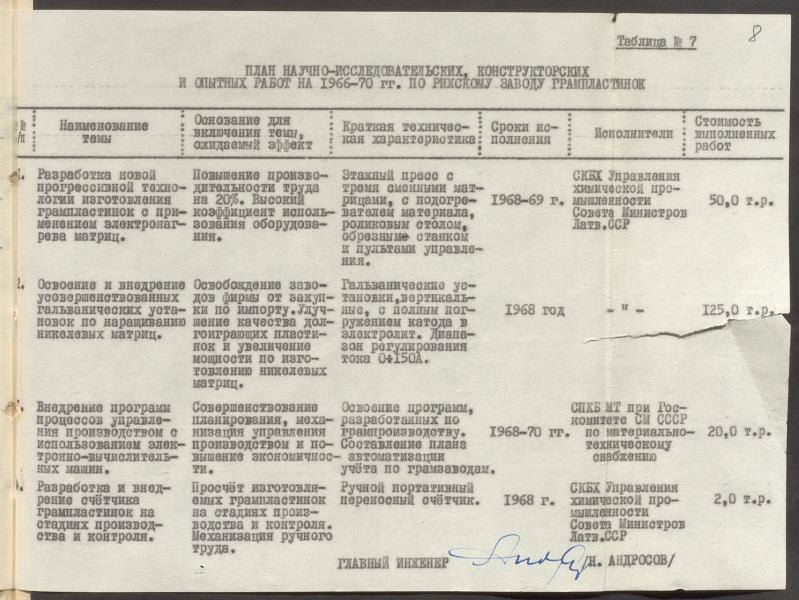 8
Таблица № 7
ПЛАН НАУЧНО-ИССЛЕДОВАТЕЛЬСКИХ, КОНСТРУКТОРСКИХ
И ОПЫТНЫХ РАБОТ НА 1966-70 гг. ПО РИЖСКОМУ ЗАВОДУ ГРАМПЛАСТИНОК
Наименование
темы
Основание для
включения темы,
ожидаемый эффект
Краткая техничес-
кая характеристика
Сроки ис-
полнения
Исполнители
Стоимость
выполненных
работ
1.
Разработка новой
прогрессивной техно-
логии изготовления
грампластинок с при-
менением электронаг-
рева матриц.
Повышение произво-
дительности труда
на 20%. Высокий
коэффициент исполь-
зования оборудова-
ния.
Этажный пресс с
тремя сменными мат-
рицами, с подогре-
вателем материала,
роликовым столом,
обрезным станком
и пультами управле-
ния.
1968-69 г.
СКБХ Управления
химической про-
мышленности
Совета Министров
Латв.ССР
50,0 т.р.
2.
Освоение и внедрение
усовершенствованных
гальванических уста-
новок по наращиванию
никелевых матриц.
Освобождение заво-
дов фирмы от закуп-
ки по импорту.Улуч-
шение качества дол-
гоиграющих пласти-
нок и увеличение
мощности по изго-
товлению никелевых
матриц.
Гальванические ус-
тановки,вертикаль-
ные, с полным пог-
ружением катода в
электролит. Диапа-
зон регулирования
тока 0+150А.
1968 год
- " -
125,0 т.р.
Внедрение программ
процессов управле-
ния производством с
использованием элек-
тронно-вычислитель-
ных машин.
Совершенствование
планирования, меха-
низация управления
производством и по-
вышение экономичнос-
ти.
Освоение программ,
разработанных по
грампроизводству.
Составление плана
автоматизации
учёта по грамзаводам.
1968-70 гг.
СПКБ МТ при Гос-
комитете СМ СССР
по материально-
техническому
снабжению
20,0 т.р.
Разработка и внед-
рение счётчика
грампластинок на
стадиях производ-
ства и контроля.
Просчёт изготовля-
емых грампластинок
на стадиях произ-
водства и контроля.
Механизация ручного
труда.
Ручной портативный
переносный счётчик.
1968 г.
СКБХ Управления
химической про-
мышленности
Совета Министров
Латв.ССР
2,0 т.р.
ГЛАВНЫЙ ИНЖЕНЕР
/Н. АНДРОСОВ/